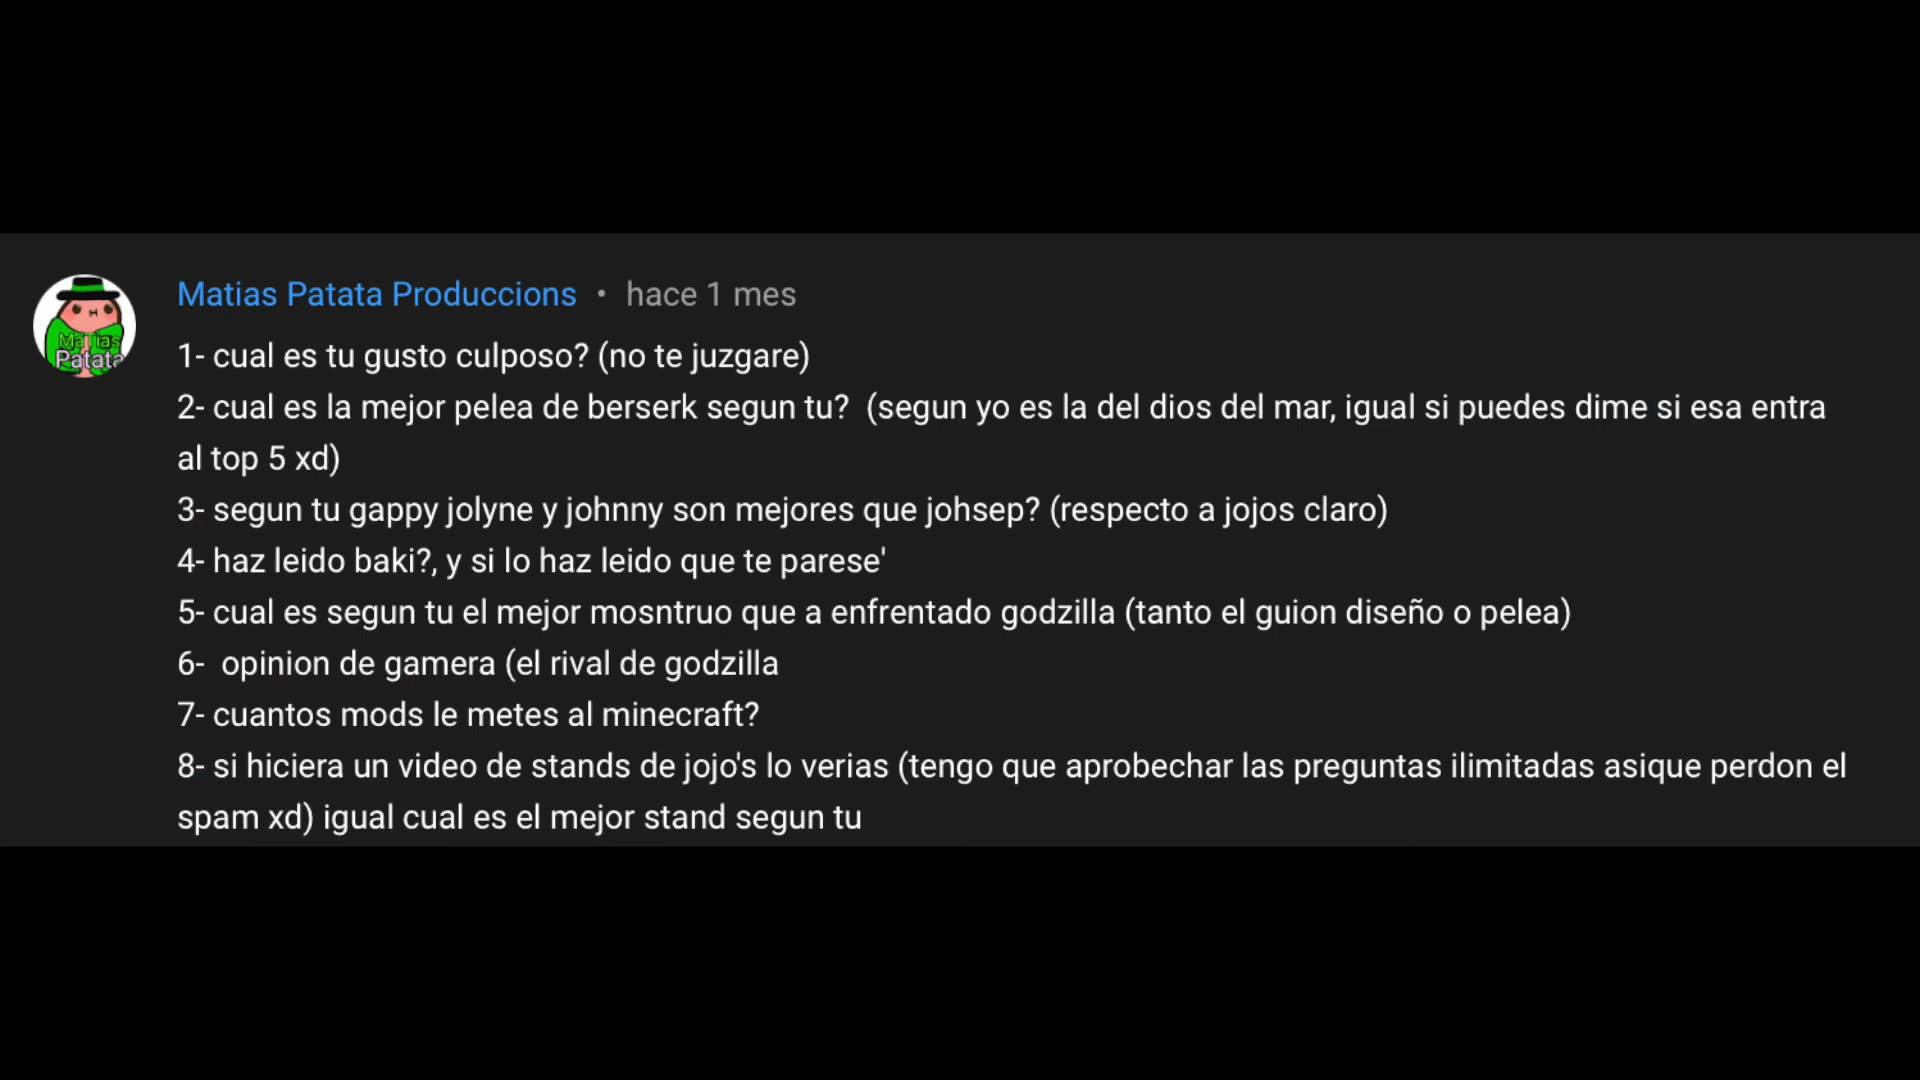 Matias Patata Produccions • hace 1 mes
Matias
Patata
1- cual es tu gusto culposo? (no te juzgare)
2- cual es la mejor pelea de berserk segun tu?  (segun yo es la del dios del mar, igual si puedes dime si esa entra
al top 5 xd)
3- segun tu gappy jolyne y johnny son mejores que johsep? (respecto a jojos claro)
4- haz leido baki?, y si lo haz leido que te parese'
5- cual es segun tu el mejor mosntruo que a enfrentado godzilla (tanto el guion diseño o pelea)
6-  opinion de gamera (el rival de godzilla
7- cuantos mods le metes al minecraft?
8- si hiciera un video de stands de jojo's lo verias (tengo que aprobechar las preguntas ilimitadas asique perdon el
spam xd) igual cual es el mejor stand segun tu